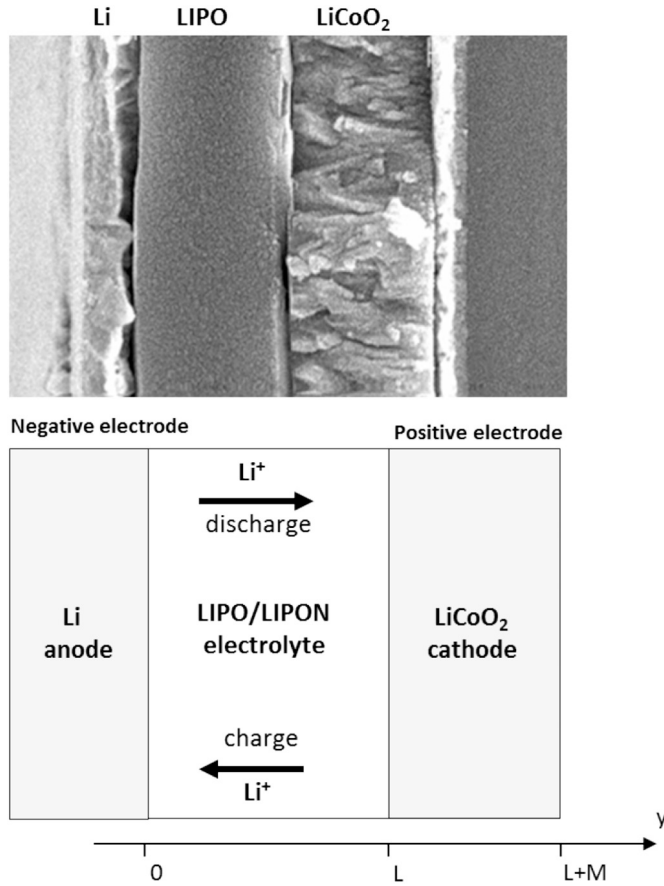 Li LIPO LiCoO₂
Negative electrode
Positive electrode
Li⁺
discharge
Li
anode
LIPO/LIPON
electrolyte
LiCoO₂
cathode
charge
Li⁺
y
0 L L+M